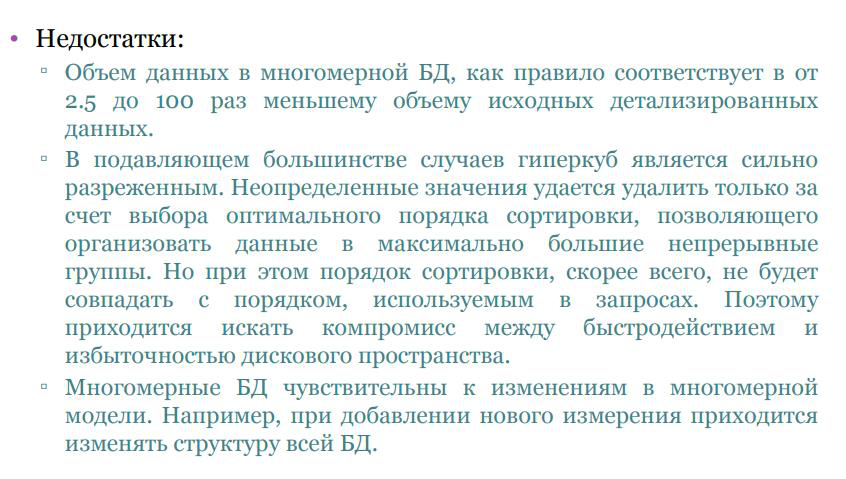 • Недостатки:
▫ Объем данных в многомерной БД, как правило соответствует в от
2.5 до 100 раз меньшему объему исходных детализированных
данных.
▫ В подавляющем большинстве случаев гиперкуб является сильно
разреженным. Неопределенные значения удается удалить только за
счет выбора оптимального порядка сортировки, позволяющего
организовать данные в максимально большие непрерывные
группы. Но при этом порядок сортировки, скорее всего, не будет
совпадать с порядком, используемым в запросах. Поэтому
приходится искать компромисс между быстродействием и
избыточностью дискового пространства.
▫ Многомерные БД чувствительны к изменениям в многомерной
модели. Например, при добавлении нового измерения приходится
изменять структуру всей БД.